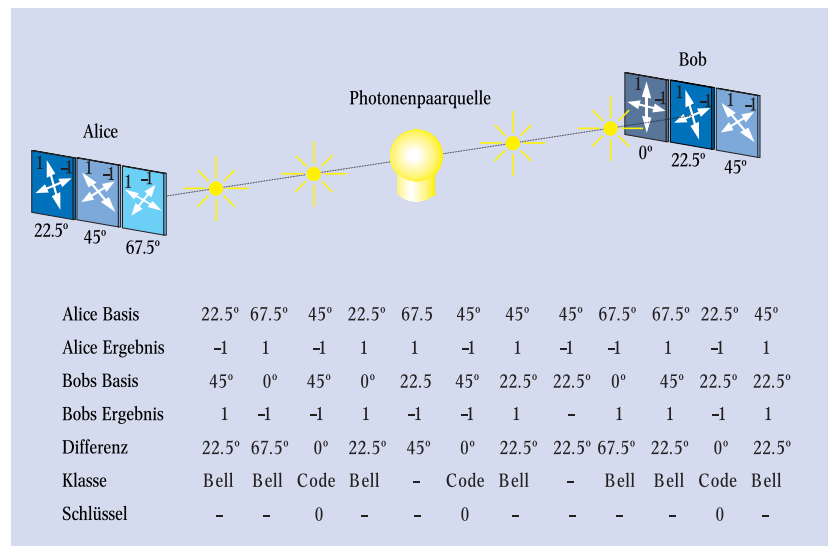 Bob
Photonenpaarquelle
Alice
1 -1 1 -1 1 -1
0° 22.5° 45°
1 -1 1 -1 1 -1
22.5° 45° 67.5°
Alice Basis 22.5° 67.5° 45° 22.5° 67.5 45° 45° 45° 67.5° 67.5° 22.5° 45°
Alice Ergebnis –1 1 –1 1 1 –1 1 –1 –1 1 –1 1
Bobs Basis 45° 0° 45° 0° 22.5 45° 22.5° 22.5° 0° 45° 22.5° 22.5°
Bobs Ergebnis 1 –1 –1 1 –1 –1 1 – 1 1 –1 1
Differenz 22.5° 67.5° 0° 22.5° 45° 0° 22.5° 22.5° 67.5° 22.5° 0° 22.5°
Klasse Bell Bell Code Bell – Code Bell – Bell Bell Code Bell
Schlüssel – – 0 – – 0 – – – – 0 –